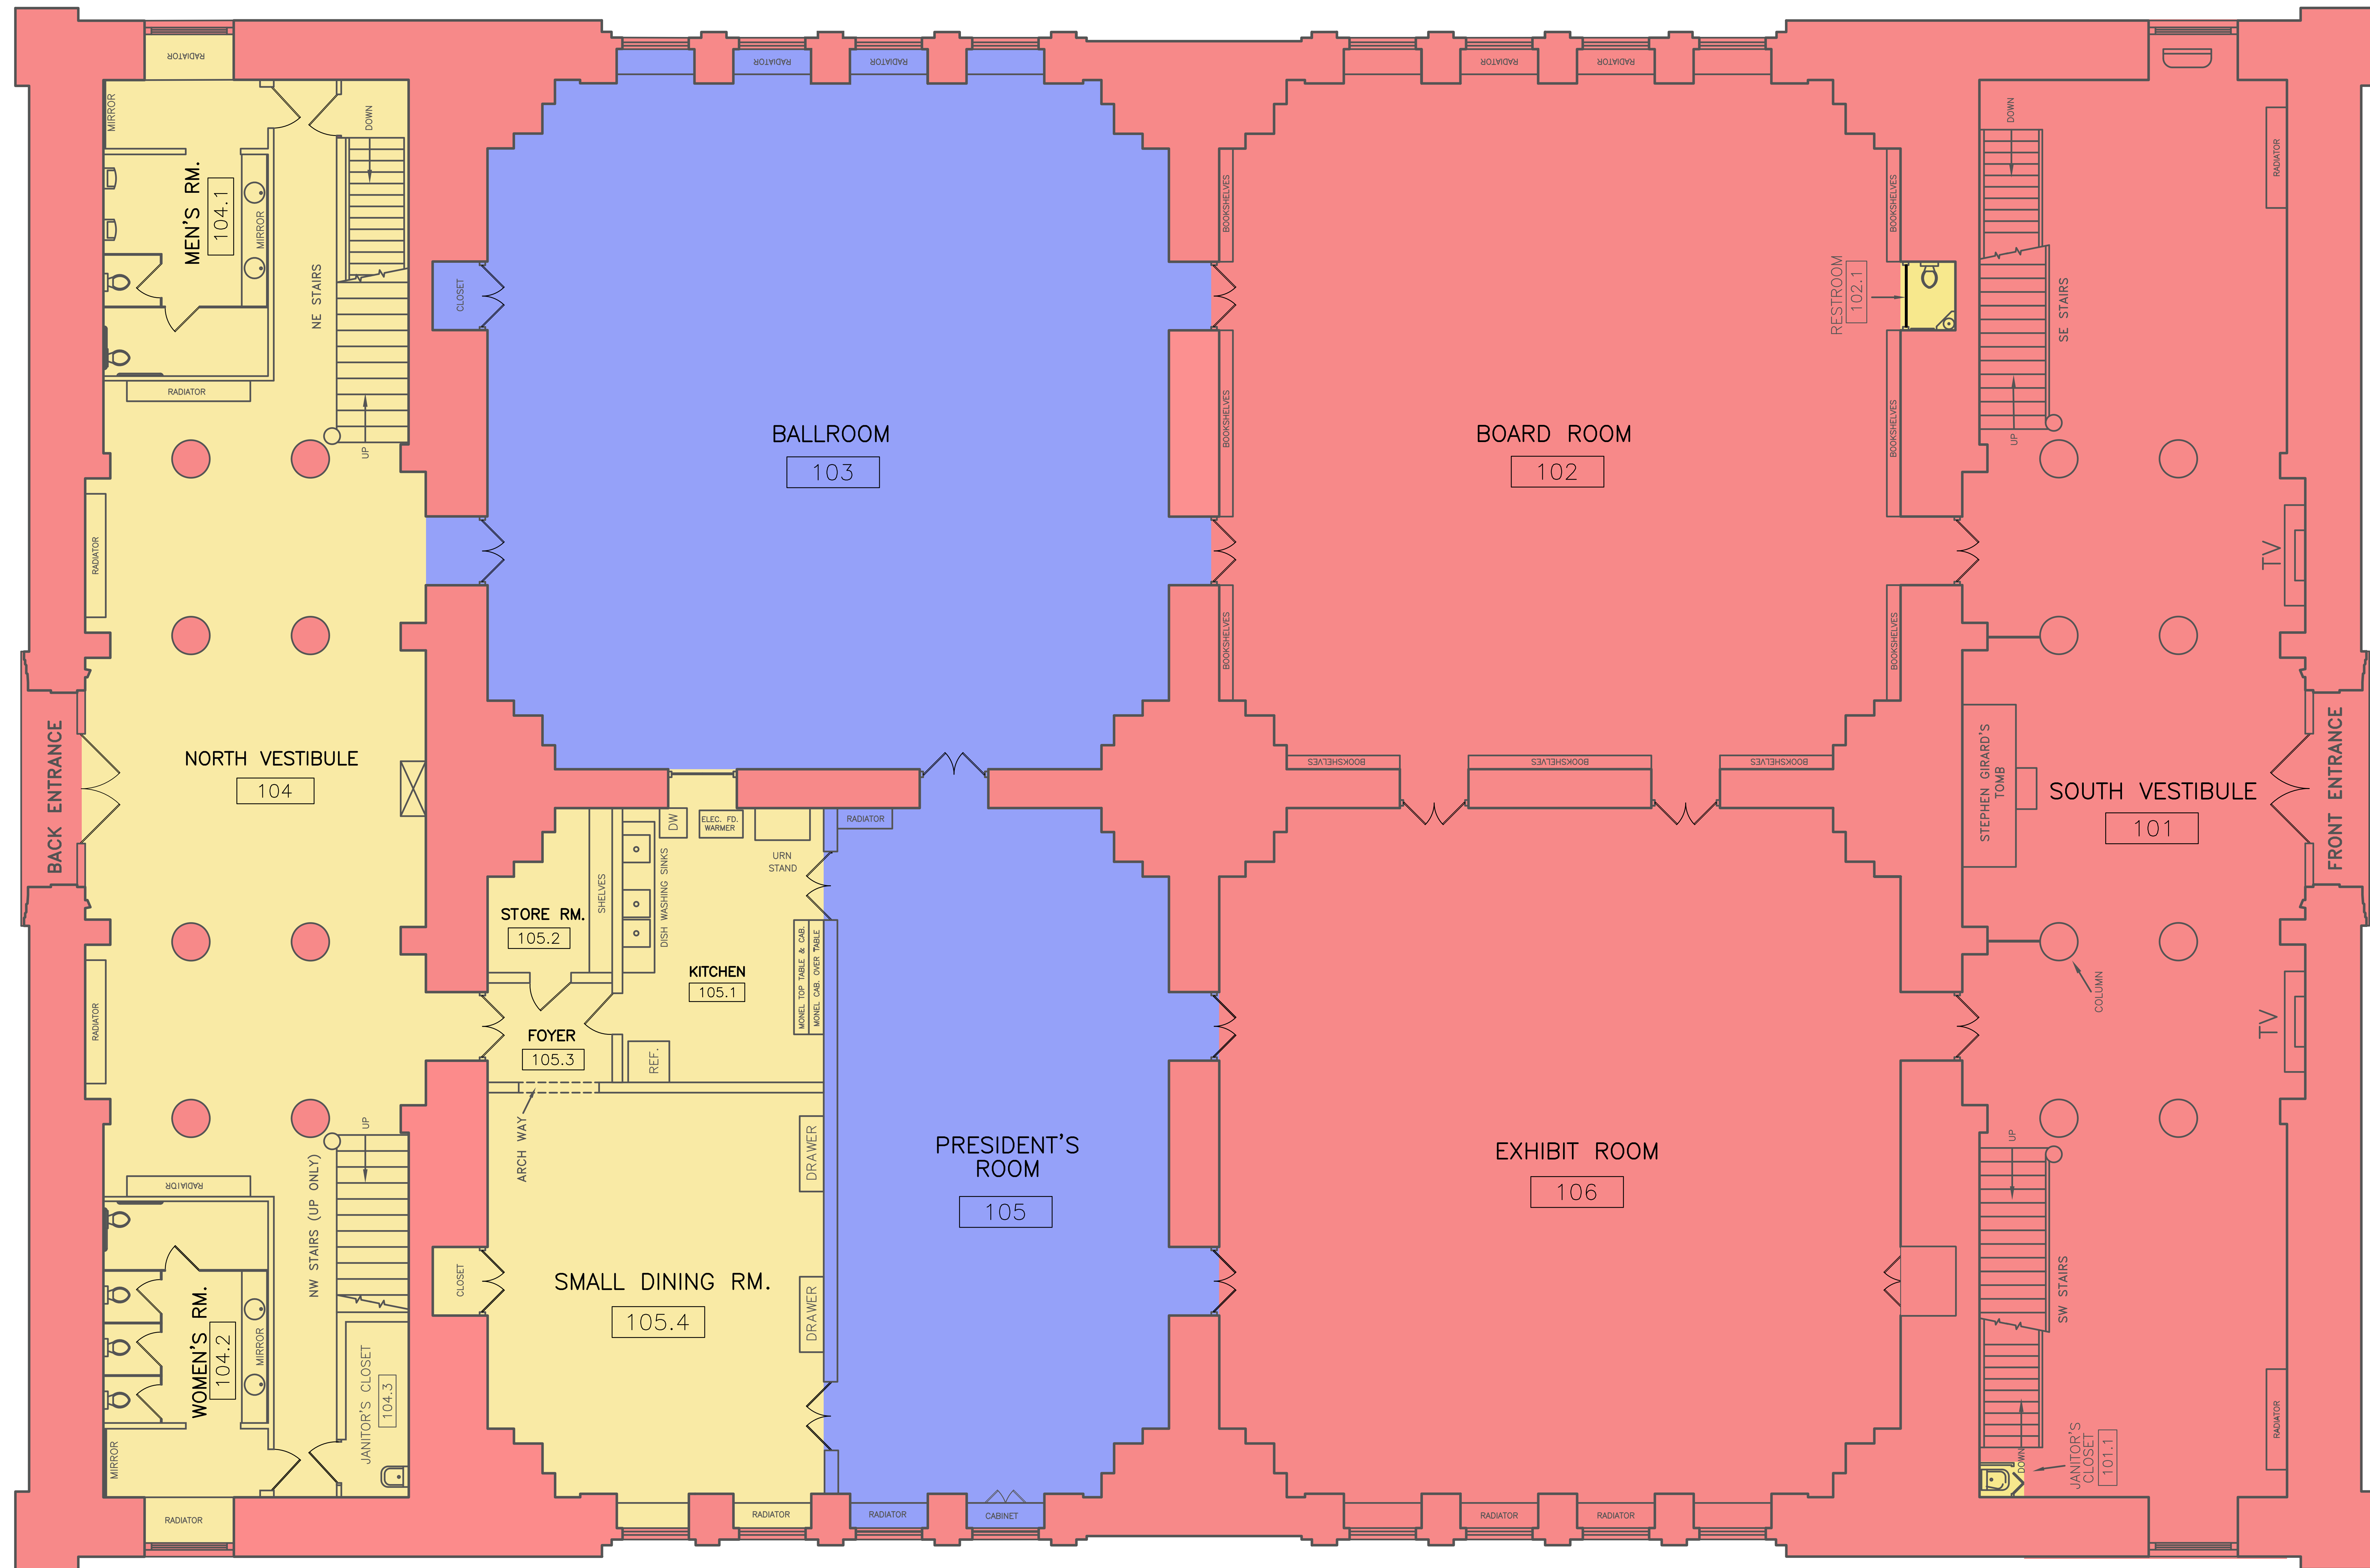 RADIATOR
MIRROR
MEN'S RM.
104.1
MIRROR
NE STAIRS
DOWN
UP
RADIATOR
RADIATOR
BACK ENTRANCE
NORTH VESTIBULE
104
RADIATOR
RADIATOR
UP
NW STAIRS (UP ONLY)
WOMEN'S RM.
104.2
MIRROR
MIRROR
JANITOR'S CLOSET
104.3
RADIATOR
RADIATOR
RADIATOR
CLOSET
BALLROOM
103
STORE RM.
105.2
SHELVES
DISH WASHING SINKS
DW
ELEC. FD.
WARMER
URN
STAND
RADIATOR
KITCHEN
105.1
MONEL TOP TABLE & CAB.
MONEL CAB. OVER TABLE
FOYER
105.3
REF.
ARCH WAY
DRAWER
DRAWER
CLOSET
SMALL DINING RM.
105.4
RADIATOR
PRESIDENT'S
ROOM
105
RADIATOR
CABINET
RADIATOR
RADIATOR
BOOKSHELVES
BOOKSHELVES
BOOKSHELVES
BOARD ROOM
102
BOOKSHELVES
BOOKSHELVES
BOOKSHELVES
RESTROOM
102.1
BOOKSHELVES
BOOKSHELVES
BOOKSHELVES
EXHIBIT ROOM
106
RADIATOR
RADIATOR
DOWN
UP
SE STAIRS
RADIATOR
TV
STEPHEN GIRARD'S
TOMB
SOUTH VESTIBULE
101
FRONT ENTRANCE
COLUMN
TV
UP
SW STAIRS
DOWN
JANITOR'S
CLOSET
101.1
RADIATOR